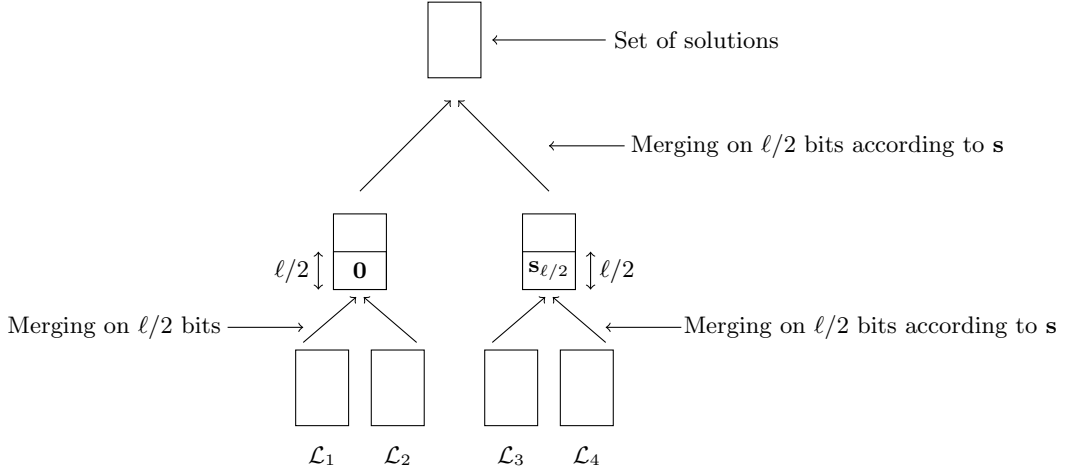 Set of solutions
Merging on ℓ/2 bits according to s
ℓ/2
0
s_{ℓ/2}
ℓ/2
Merging on ℓ/2 bits
Merging on ℓ/2 bits according to s
ℒ₁
ℒ₂
ℒ₃
ℒ₄